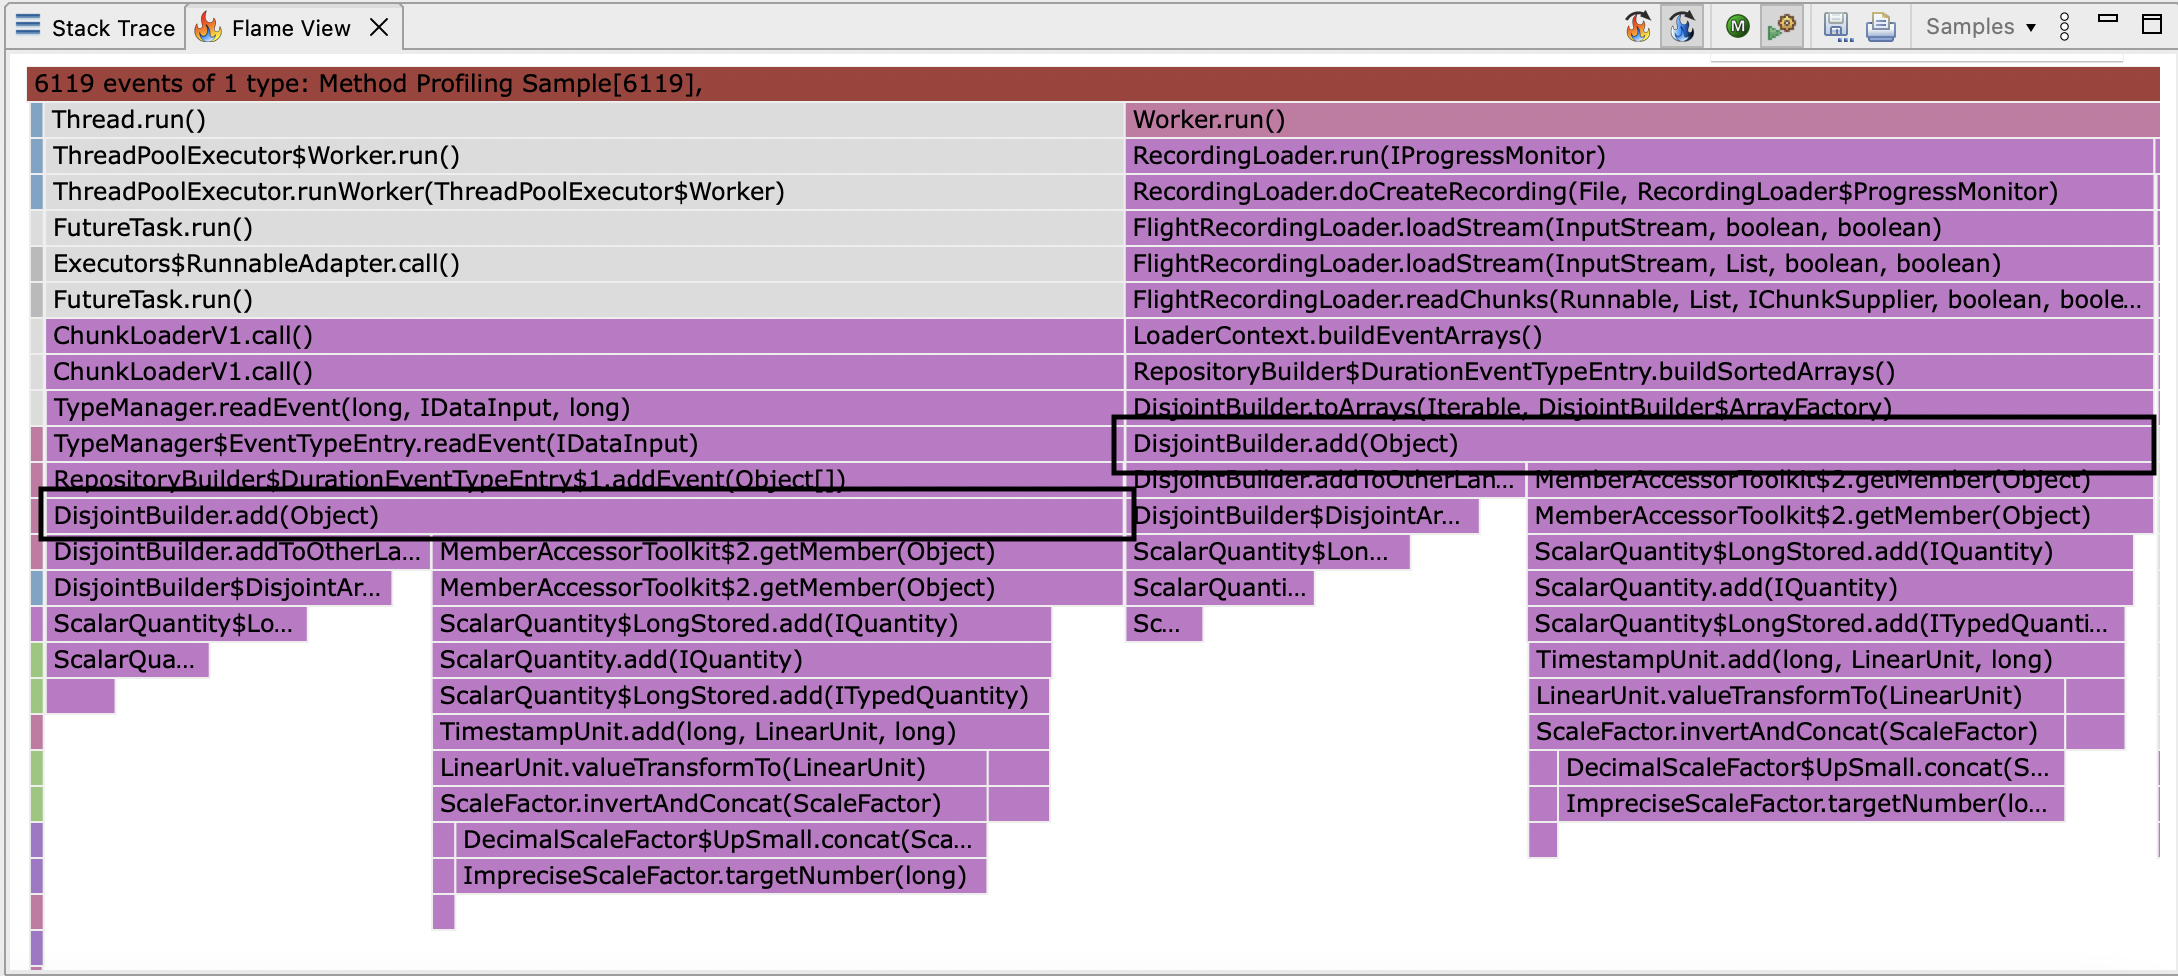 Stack Trace
Flame View
Samples
6119 events of 1 type: Method Profiling Sample[6119],
Thread.run()
Worker.run()
ThreadPoolExecutor$Worker.run()
RecordingLoader.run(IProgressMonitor)
ThreadPoolExecutor.runWorker(ThreadPoolExecutor$Worker)
RecordingLoader.doCreateRecording(File, RecordingLoader$ProgressMonitor)
FutureTask.run()
FlightRecordingLoader.loadStream(InputStream, boolean, boolean)
Executors$RunnableAdapter.call()
FlightRecordingLoader.loadStream(InputStream, List, boolean, boolean)
FutureTask.run()
FlightRecordingLoader.readChunks(Runnable, List, IChunkSupplier, boolean, boole...
ChunkLoaderV1.call()
LoaderContext.buildEventArrays()
ChunkLoaderV1.call()
RepositoryBuilder$DurationEventTypeEntry.buildSortedArrays()
TypeManager.readEvent(long, IDataInput, long)
DisjointBuilder.toArrays(Iterable, DisjointBuilder$ArrayFactory)
TypeManager$EventTypeEntry.readEvent(IDataInput)
DisjointBuilder.add(Object)
RepositoryBuilder$DurationEventTypeEntry$1.addEvent(Object[])
DisjointBuilder.addToOtherLan...
MemberAccessorToolkit$2.getMember(Object)
DisjointBuilder.add(Object)
DisjointBuilder$DisjointAr...
MemberAccessorToolkit$2.getMember(Object)
DisjointBuilder.addToOtherLa...
MemberAccessorToolkit$2.getMember(Object)
ScalarQuantity$Lon...
ScalarQuantity$LongStored.add(IQuantity)
DisjointBuilder$DisjointAr...
MemberAccessorToolkit$2.getMember(Object)
ScalarQuanti...
ScalarQuantity.add(IQuantity)
ScalarQuantity$Lo...
ScalarQuantity$LongStored.add(IQuantity)
Sc...
ScalarQuantity$LongStored.add(ITypedQuanti...
ScalarQua...
ScalarQuantity.add(IQuantity)
TimestampUnit.add(long, LinearUnit, long)
ScalarQuantity$LongStored.add(ITypedQuantity)
LinearUnit.valueTransformTo(LinearUnit)
TimestampUnit.add(long, LinearUnit, long)
ScaleFactor.invertAndConcat(ScaleFactor)
LinearUnit.valueTransformTo(LinearUnit)
DecimalScaleFactor$UpSmall.concat(S...
ScaleFactor.invertAndConcat(ScaleFactor)
ImpreciseScaleFactor.targetNumber(lo...
DecimalScaleFactor$UpSmall.concat(Sca...
ImpreciseScaleFactor.targetNumber(long)